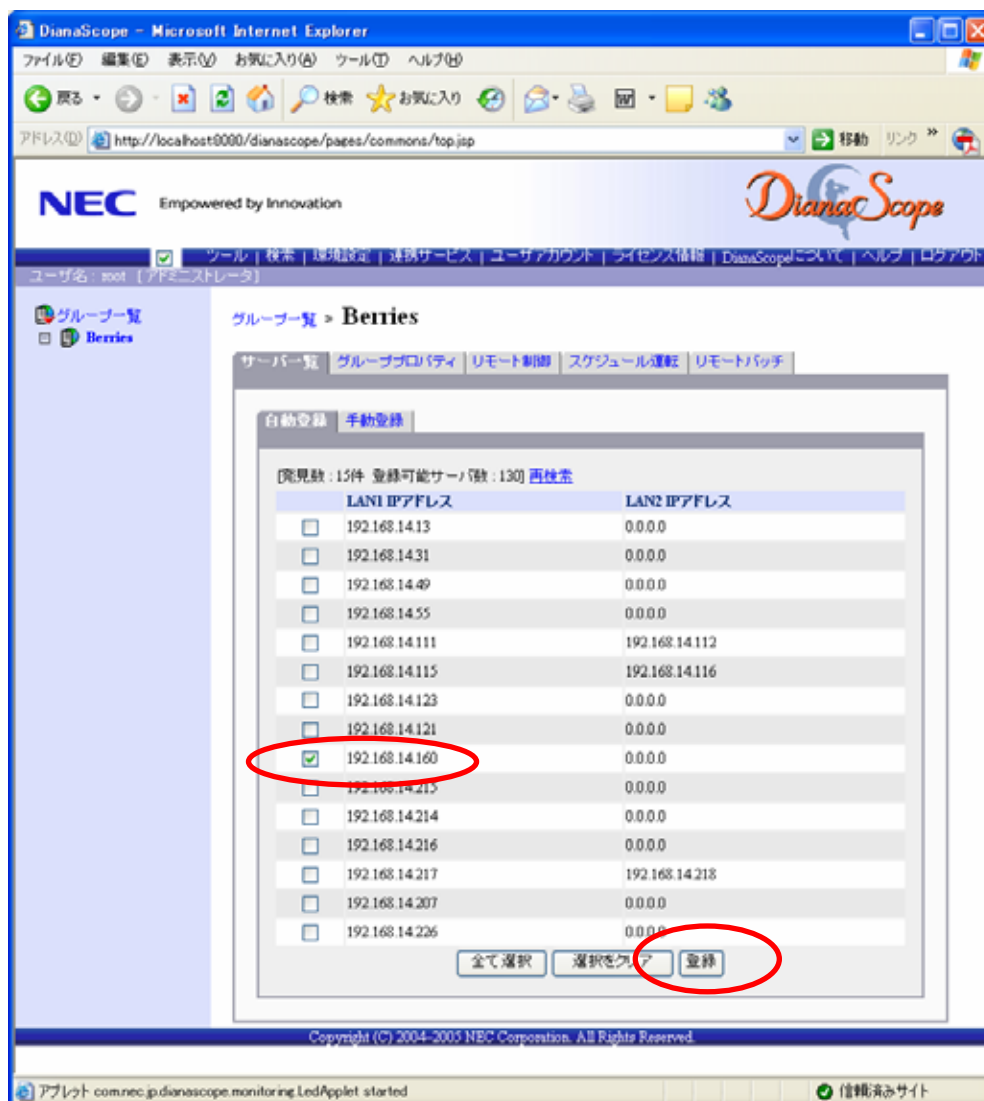 DianaScope - Microsoft Internet Explorer
ファイル(F) 編集(E) 表示(V) お気に入り(A) ツール(T) ヘルプ(H)
戻る 検索 お気に入り
アドレス(D) http://localhost:8080/dianascope/pages/commons/top.jsp 移動 リンク »
NEC Empowered by Innovation DianaScope
ツール | 検索 | 環境設定 | 連携サービス | ユーザアカウント | ライセンス情報 | DianaScopeについて | ヘルプ | ログアウト
ユーザ名 : root [アドミニストレータ]
グループ一覧
Berries
グループ一覧 » Berries
サーバ一覧 グループプロパティ リモート制御 スケジュール運転 リモートバッチ
自動登録 手動登録
[発見数 : 15件 登録可能サーバ数 : 130] 再検索
LAN1 IPアドレス LAN2 IPアドレス
192.168.14.13 0.0.0.0
192.168.14.31 0.0.0.0
192.168.14.49 0.0.0.0
192.168.14.55 0.0.0.0
192.168.14.111 192.168.14.112
192.168.14.115 192.168.14.116
192.168.14.123 0.0.0.0
192.168.14.121 0.0.0.0
192.168.14.160 0.0.0.0
192.168.14.215 0.0.0.0
192.168.14.214 0.0.0.0
192.168.14.216 0.0.0.0
192.168.14.217 192.168.14.218
192.168.14.207 0.0.0.0
192.168.14.226 0.0.0.0
全て選択 選択をクリア 登録
Copyright (C) 2004-2005 NEC Corporation. All Rights Reserved.
アプレット com.nec.jp.dianascope.monitoring.LedApplet started 信頼済みサイト